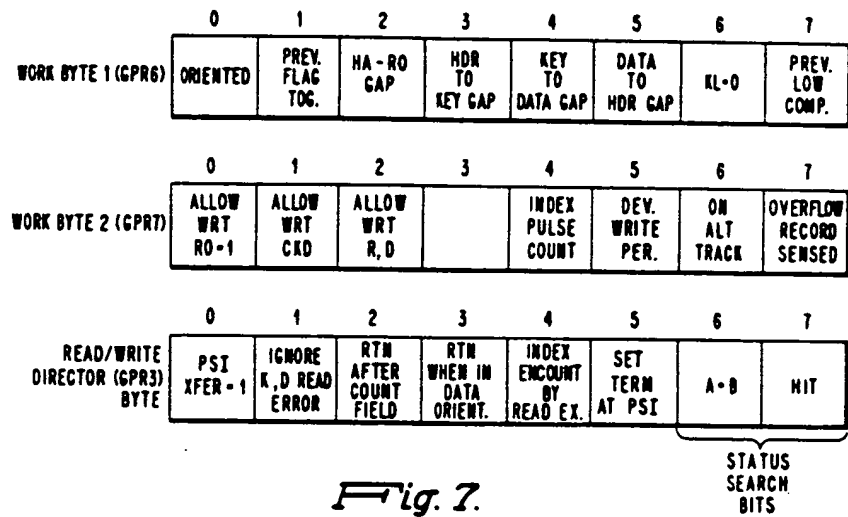 0 1 2 3 4 5 6 7
WORK BYTE 1 (GPR6)
ORIENTED
PREV.
FLAG
TOG.
HA-RO
GAP
HDR
TO
KEY GAP
KEY
TO
DATA GAP
DATA
TO
HDR GAP
KL=0
PREV.
LOW
COMP.
0 1 2 3 4 5 6 7
WORK BYTE 2 (GPR7)
ALLOW
WRT
RO=1
ALLOW
WRT
CKD
ALLOW
WRT
R,D
INDEX
PULSE
COUNT
DEV.
WRITE
PER.
ON
ALT
TRACK
OVERFLOW
RECORD
SENSED
0 1 2 3 4 5 6 7
READ/WRITE
DIRECTOR (GPR3)
BYTE
PSI
XFER=1
IGNORE
K,D READ
ERROR
RTN
AFTER
COUNT
FIELD
RTN
WHEN IN
DATA
ORIENT.
INDEX
ENCOUNT
BY
READ EX.
SET
TERM
AT PSI
A=B
HIT
STATUS
SEARCH
BITS
Fig. 7.